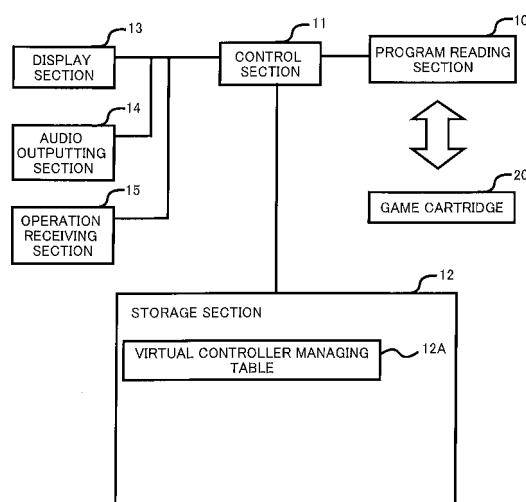 13
DISPLAY
SECTION
14
AUDIO
OUTPUTTING
SECTION
15
OPERATION
RECEIVING
SECTION
11
CONTROL
SECTION
10
PROGRAM READING
SECTION
20
GAME CARTRIDGE
12
STORAGE SECTION
VIRTUAL CONTROLLER MANAGING
TABLE
12A